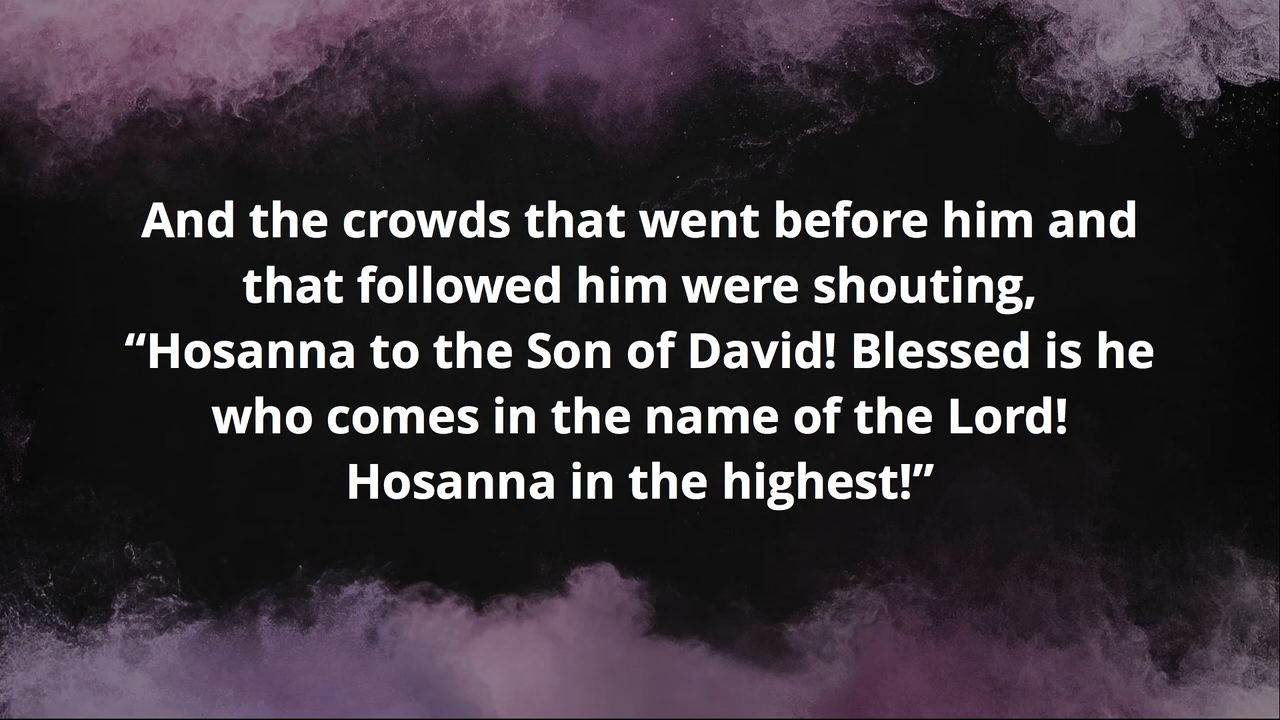 And the crowds that went before him and
that followed him were shouting,
“Hosanna to the Son of David! Blessed is he
who comes in the name of the Lord!
Hosanna in the highest!”